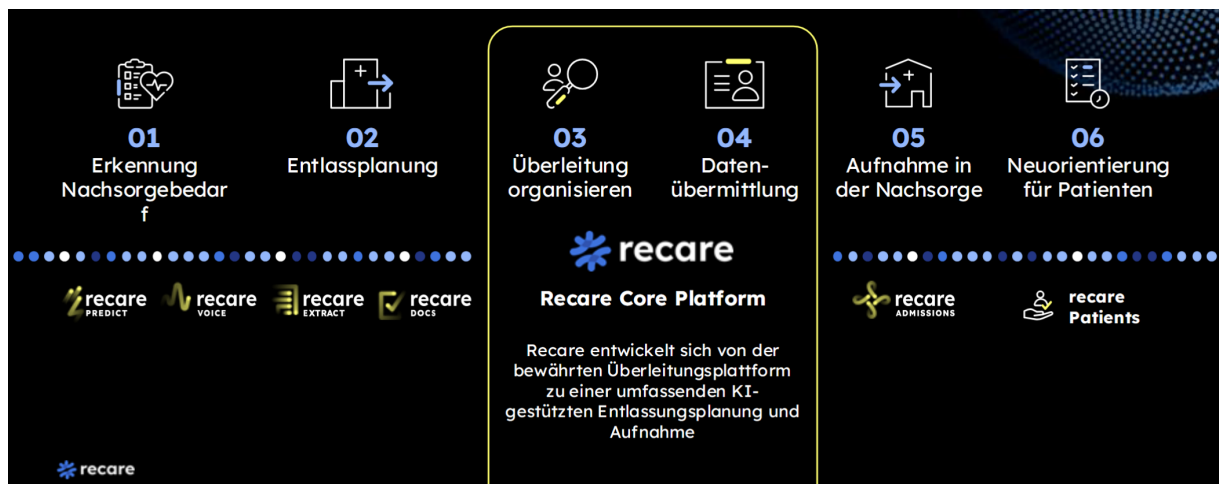 01
Erkennung
Nachsorgebedar
f
02
Entlassplanung
03
Überleitung
organisieren
04
Daten-
übermittlung
05
Aufnahme in
der Nachsorge
06
Neuorientierung
für Patienten
recare
PREDICT
recare
VOICE
recare
EXTRACT
recare
DOCS
recare
Recare Core Platform
Recare entwickelt sich von der
bewährten Überleitungsplattform
zu einer umfassenden KI-
gestützten Entlassungsplanung und
Aufnahme
recare
ADMISSIONS
recare
Patients
recare